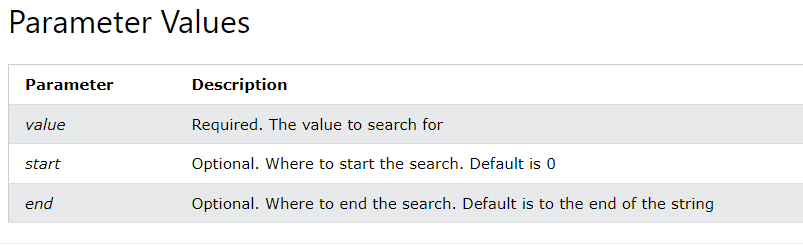 Parameter Values
Parameter Description
value Required. The value to search for
start Optional. Where to start the search. Default is 0
end Optional. Where to end the search. Default is to the end of the string